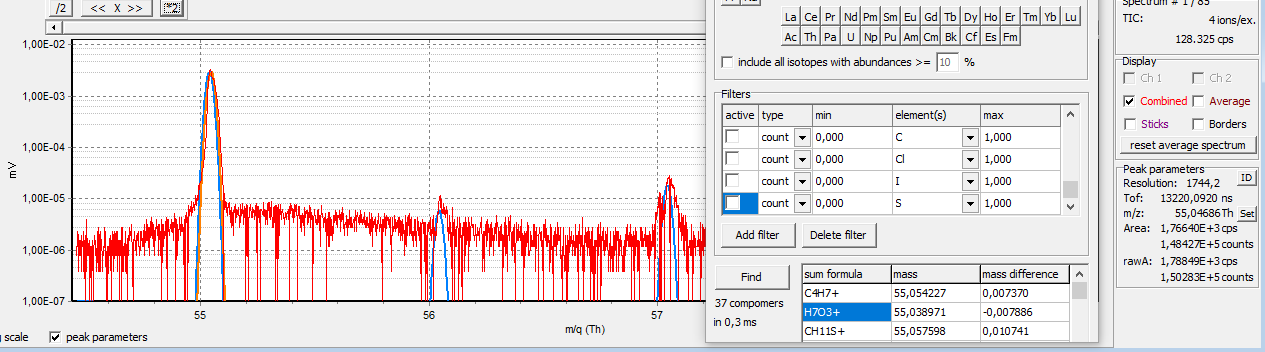 /2
<< X >>
*2
1,00E-02
1,00E-03
1,00E-04
1,00E-05
1,00E-06
1,00E-07
mV
55
56
57
m/q (Th)
g scale
peak parameters
La Ce Pr Nd Pm Sm Eu Gd Tb Dy Ho Er Tm Yb Lu
Ac Th Pa U Np Pu Am Cm Bk Cf Es Fm
include all isotopes with abundances >= 10 %
Filters
active type min element(s) max
count 0,000 C 1,000
count 0,000 Cl 1,000
count 0,000 I 1,000
count 0,000 S 1,000
Add filter Delete filter
Find
37 compomers
in 0,3 ms
sum formula mass mass difference
C4H7+ 55,054227 0,007370
H7O3+ 55,038971 -0,007886
CH11S+ 55,057598 0,010741
Spectrum # 1 / 85
TIC: 4 ions/ex.
128.325 cps
Display
Ch 1 Ch 2
Combined Average
Sticks Borders
reset average spectrum
Peak parameters
Resolution: 1744,2 ID
Tof: 13220,0920 ns
m/z: 55,04686Th Set
Area: 1,76640E+3 cps
1,48427E+5 counts
rawA: 1,78849E+3 cps
1,50283E+5 counts